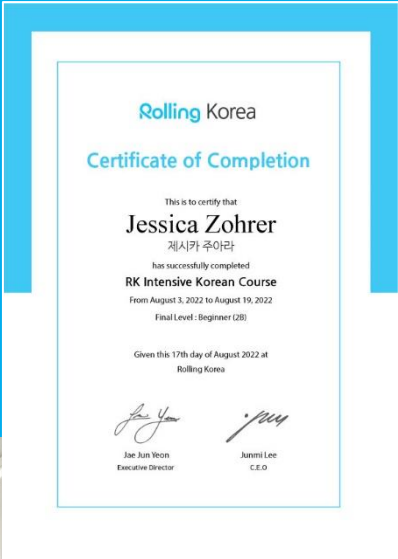 Rolling Korea
Certificate of Completion
This is to certify that
Jessica Zohrer
제시카 주아라
has successfully completed
RK Intensive Korean Course
From August 3, 2022 to August 19, 2022
Final Level : Beginner (2B)
Given this 17th day of August 2022 at
Rolling Korea
Jae Jun Yeon
Junmi Lee
Executive Director
C.E.O